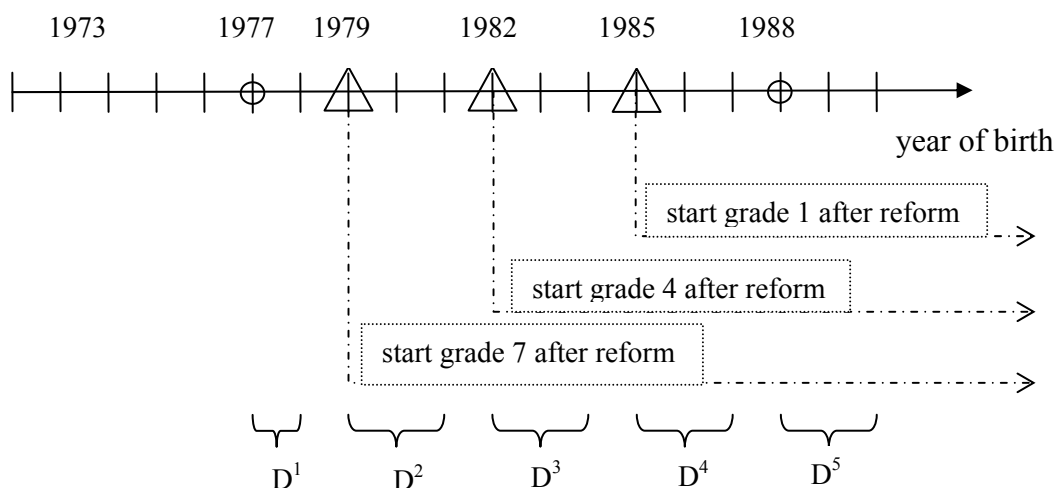 1973 1977 1979 1982 1985 1988
year of birth
start grade 1 after reform
start grade 4 after reform
start grade 7 after reform
D¹ D² D³ D⁴ D⁵